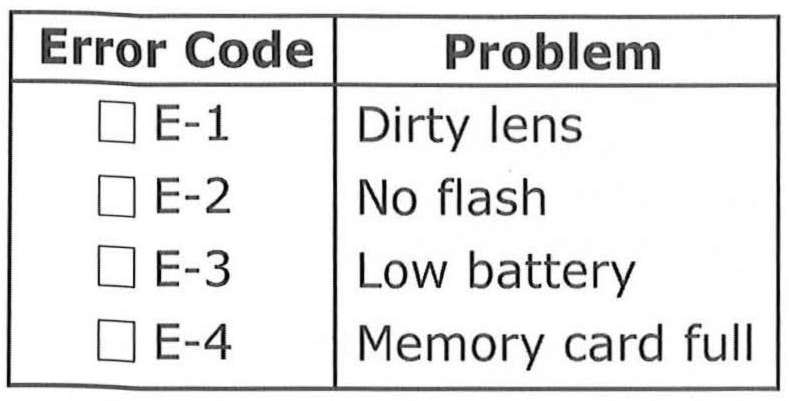 Error Code Problem
☐ E-1 Dirty lens
☐ E-2 No flash
☐ E-3 Low battery
☐ E-4 Memory card full